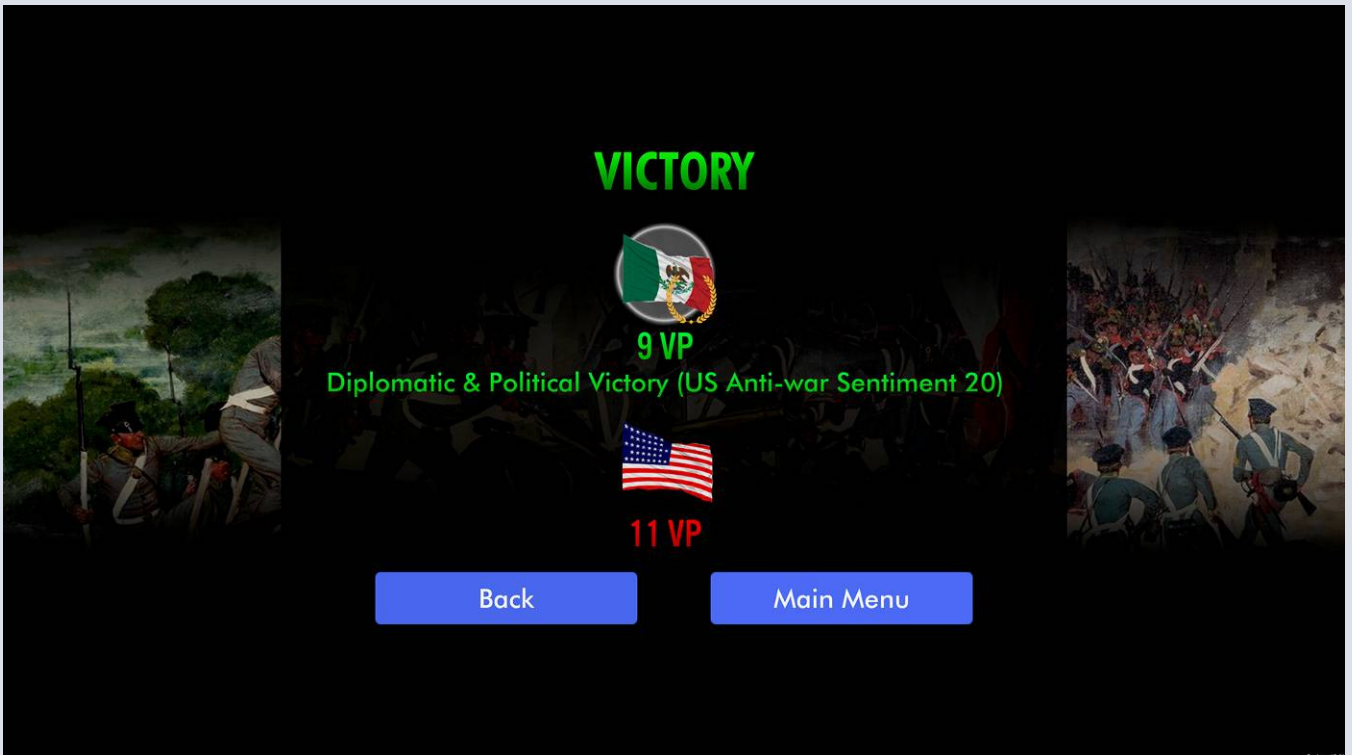 VICTORY
9 VP
Diplomatic & Political Victory (US Anti-war Sentiment 20)
11 VP
Back
Main Menu